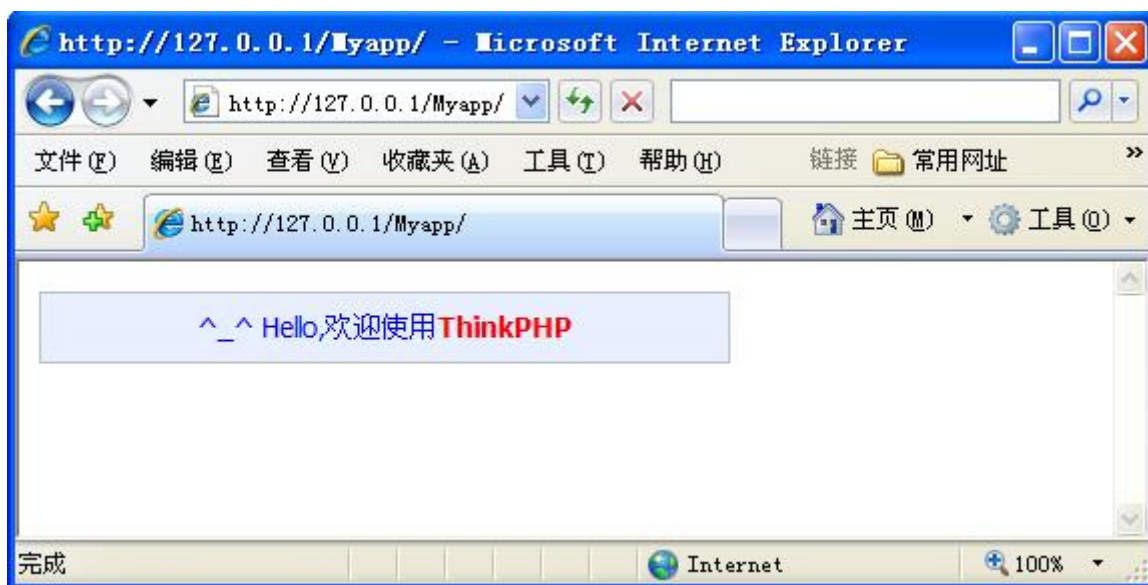 http://127.0.0.1/Myapp/ - Microsoft Internet Explorer
http://127.0.0.1/Myapp/
文件(F) 编辑(E) 查看(V) 收藏夹(A) 工具(T) 帮助(H) 链接 常用网址 »
http://127.0.0.1/Myapp/ 主页(M) 工具(O)
^_^ Hello,欢迎使用ThinkPHP
完成 Internet 100%